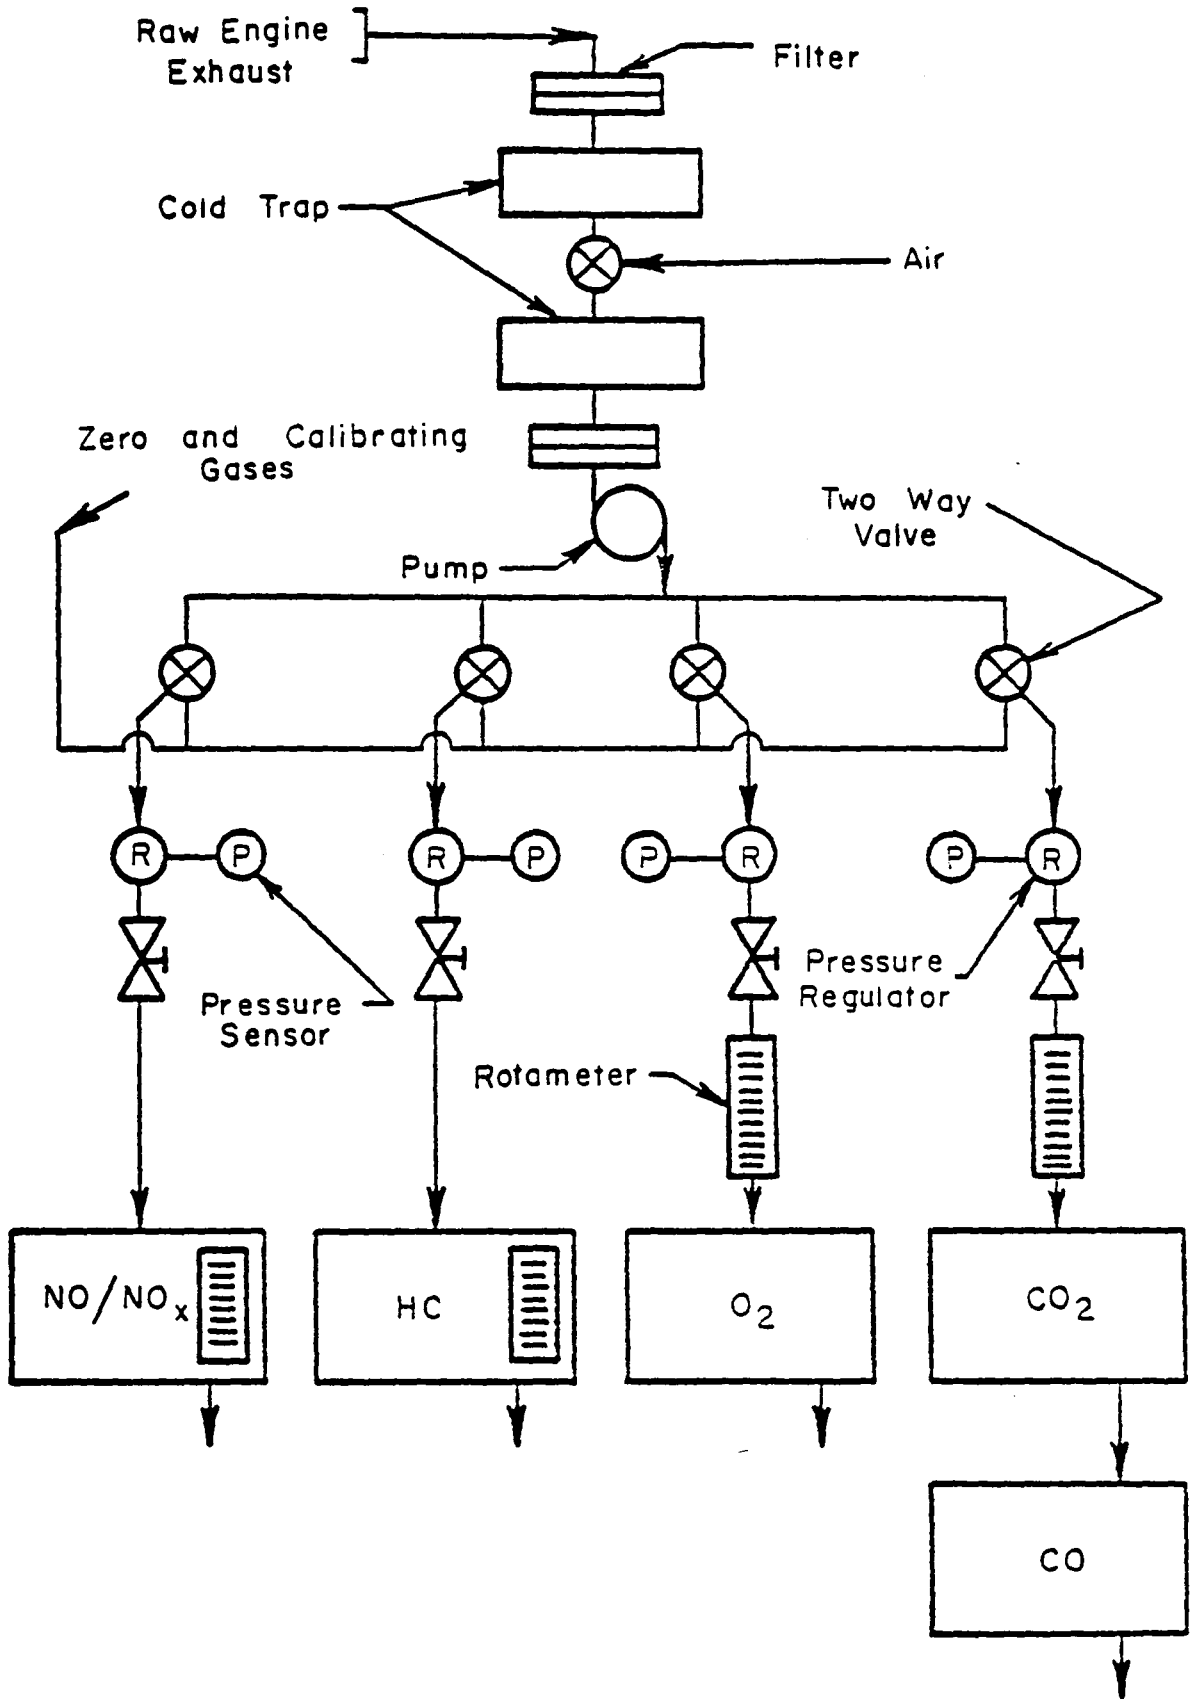 Raw Engine
Exhaust
Filter
Cold Trap
Air
Zero and Calibrating
Gases
Two Way
Valve
Pump
R
P
R
P
P
R
P
R
Pressure
Sensor
Pressure
Regulator
Rotameter
NO/NOx
HC
O2
CO2
CO